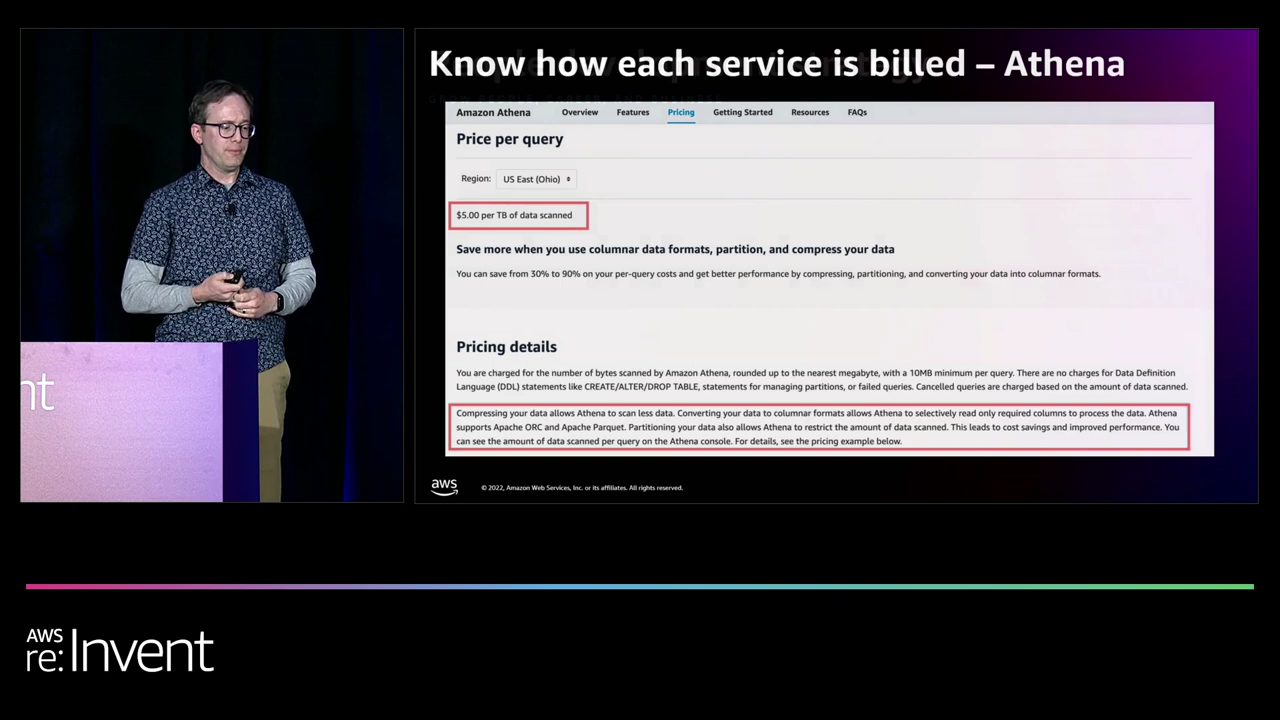 Know how each service is billed – Athena
Amazon Athena Overview Features Pricing Getting Started Resources FAQs
Price per query
Region: US East (Ohio)
$5.00 per TB of data scanned
Save more when you use columnar data formats, partition, and compress your data
You can save from 30% to 90% on your per-query costs and get better performance by compressing, partitioning, and converting your data into columnar formats.
Pricing details
You are charged for the number of bytes scanned by Amazon Athena, rounded up to the nearest megabyte, with a 10MB minimum per query. There are no charges for Data Definition
Language (DDL) statements like CREATE/ALTER/DROP TABLE, statements for managing partitions, or failed queries. Cancelled queries are charged based on the amount of data scanned.
Compressing your data allows Athena to scan less data. Converting your data to columnar formats allows Athena to selectively read only required columns to process the data. Athena
supports Apache ORC and Apache Parquet. Partitioning your data also allows Athena to restrict the amount of data scanned. This leads to cost savings and improved performance. You
can see the amount of data scanned per query on the Athena console. For details, see the pricing example below.
aws
© 2022, Amazon Web Services, Inc. or its affiliates. All rights reserved.
nt
AWS
re:Invent